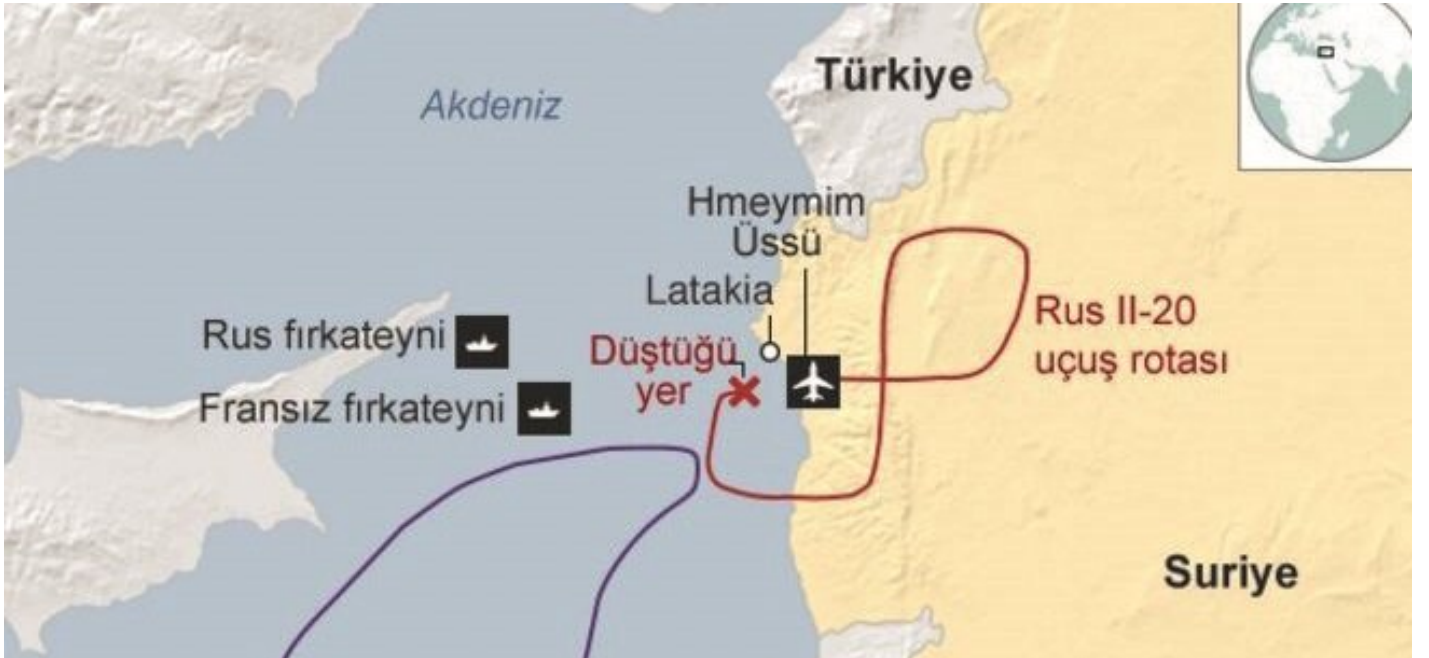 Türkiye
Akdeniz
Hmeymim
Üssü
Latakia
Rus fırkateyni
Düştüğü
yer
Rus Il-20
uçuş rotası
Fransız fırkateyni
Suriye